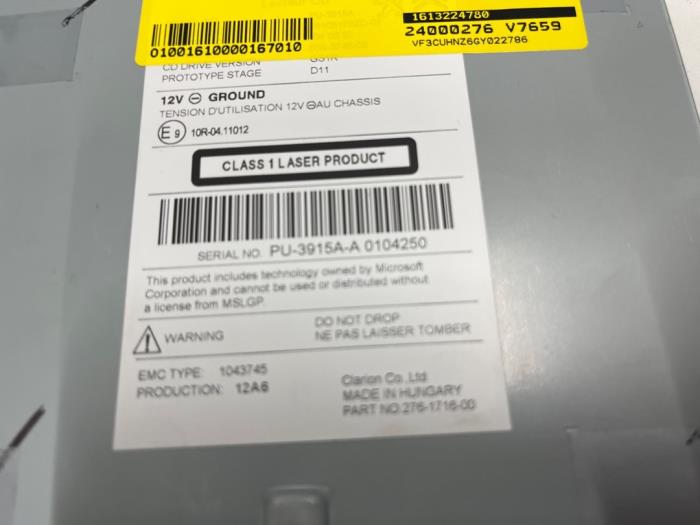 1613224780
24000276 V7659
VF3CUHNZ6GY022786
01001610000167010
CD DRIVE VERSION
PROTOTYPE STAGE D11
12V ⊖ GROUND
TENSION D'UTILISATION 12V ⊖AU CHASSIS
E9 10R-04.11012
CLASS 1 LASER PRODUCT
SERIAL NO. PU-3915A-A 0104250
This product includes technology owned by Microsoft
Corporation and cannot be used or distributed without
a license from MSLGP.
WARNING
DO NOT DROP
NE PAS LAISSER TOMBER
EMC TYPE: 1043745
PRODUCTION: 12A6
Clarion Co.,Ltd
MADE IN HUNGARY
PART NO.276-1716-00